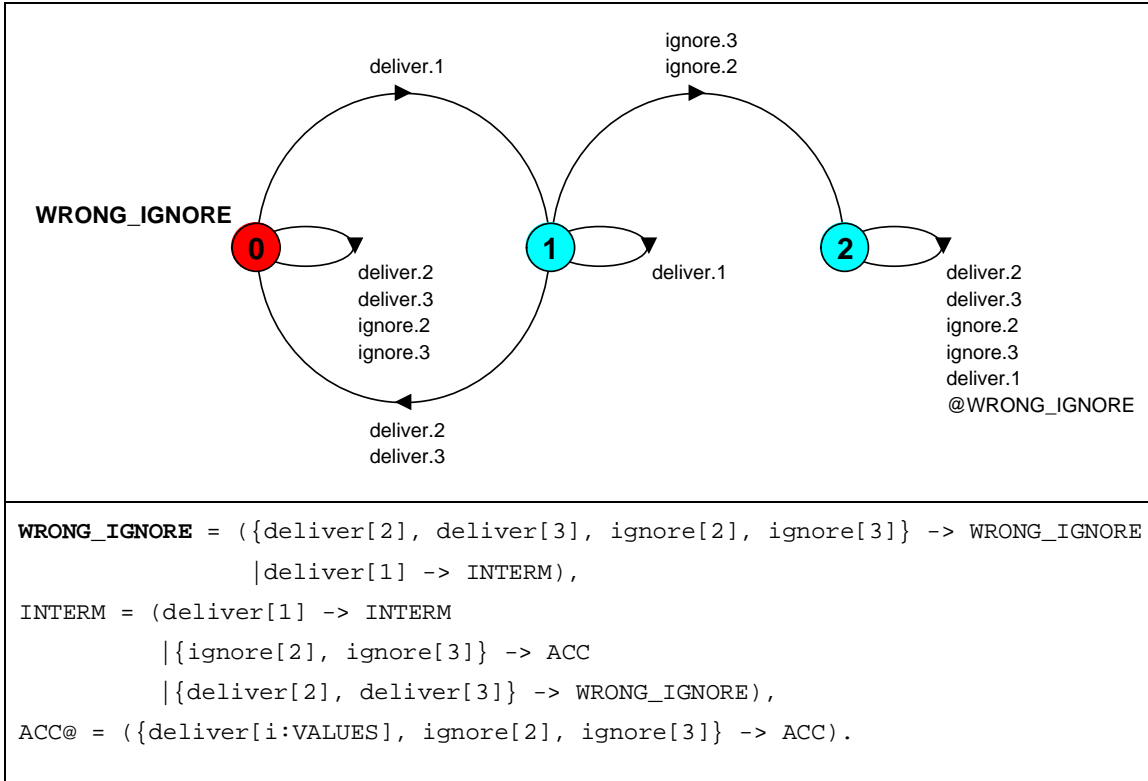 ignore.3
ignore.2
deliver.1
WRONG_IGNORE
0
1
2
deliver.2
deliver.3
ignore.2
ignore.3
deliver.1
deliver.2
deliver.3
ignore.2
ignore.3
deliver.1
@WRONG_IGNORE
deliver.2
deliver.3
WRONG_IGNORE = ({deliver[2], deliver[3], ignore[2], ignore[3]} -> WRONG_IGNORE
|deliver[1] -> INTERM),
INTERM = (deliver[1] -> INTERM
|{ignore[2], ignore[3]} -> ACC
|{deliver[2], deliver[3]} -> WRONG_IGNORE),
ACC@ = ({deliver[i:VALUES], ignore[2], ignore[3]} -> ACC).